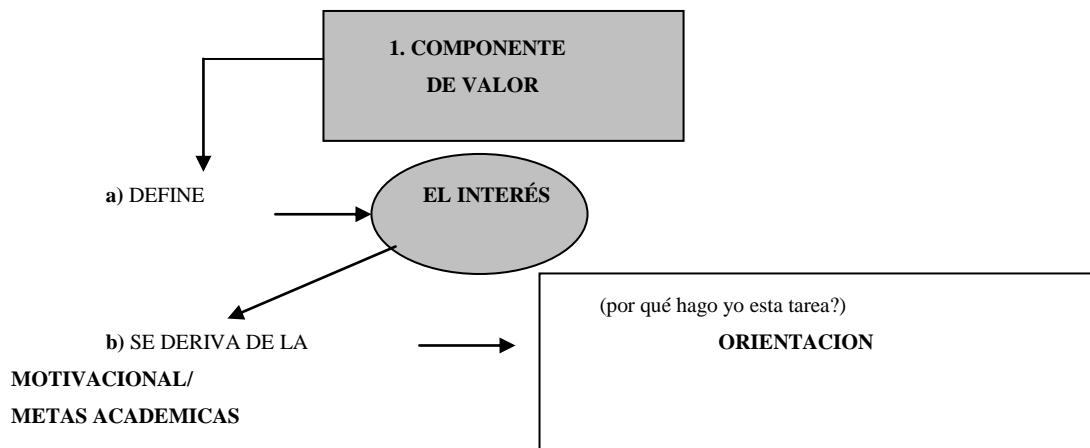 1. COMPONENTE
DE VALOR
a) DEFINE
EL INTERÉS
(por qué hago yo esta tarea?)
b) SE DERIVA DE LA
ORIENTACION
MOTIVACIONAL/
METAS ACADEMICAS